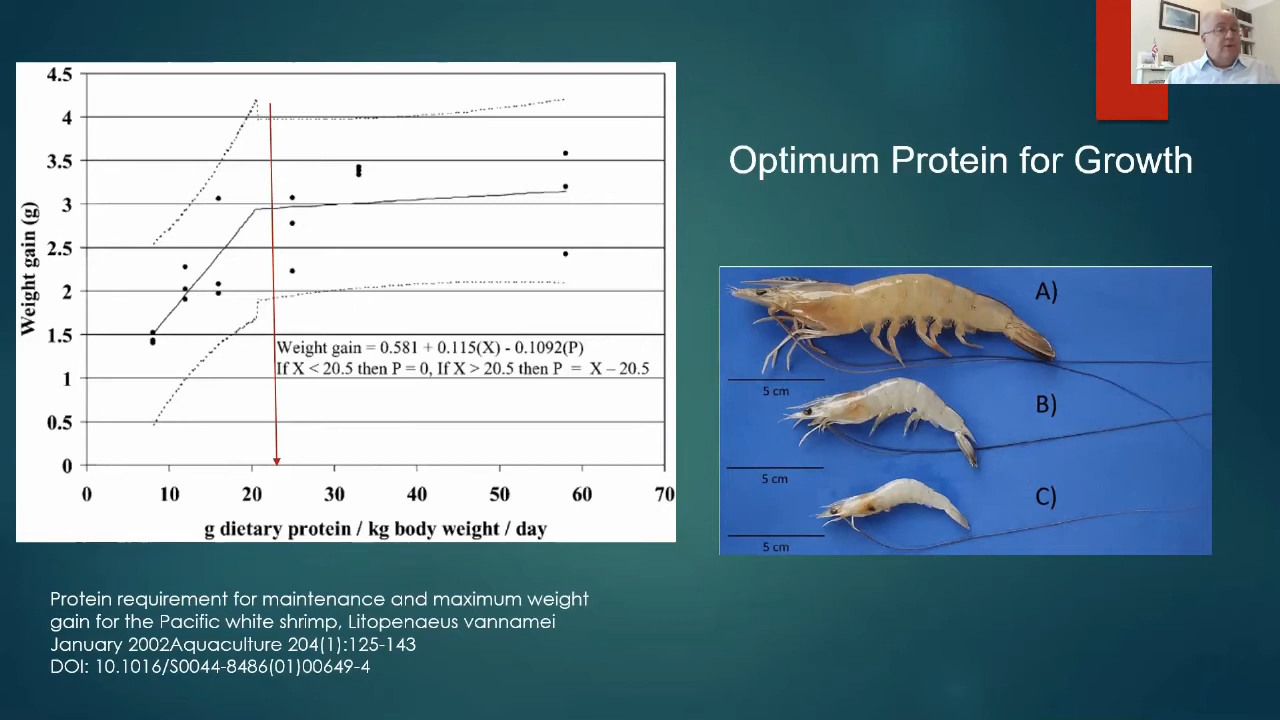 4.5
4
3.5
3
2.5
2
1.5
1
0.5
0
Weight gain (g)
Weight gain = 0.581 + 0.115(X) - 0.1092(P)
If X < 20.5 then P = 0, If X > 20.5 then P = X – 20.5
0 10 20 30 40 50 60 70
g dietary protein / kg body weight / day
Optimum Protein for Growth
A)
5 cm
B)
5 cm
C)
5 cm
Protein requirement for maintenance and maximum weight
gain for the Pacific white shrimp, Litopenaeus vannamei
January 2002Aquaculture 204(1):125-143
DOI: 10.1016/S0044-8486(01)00649-4